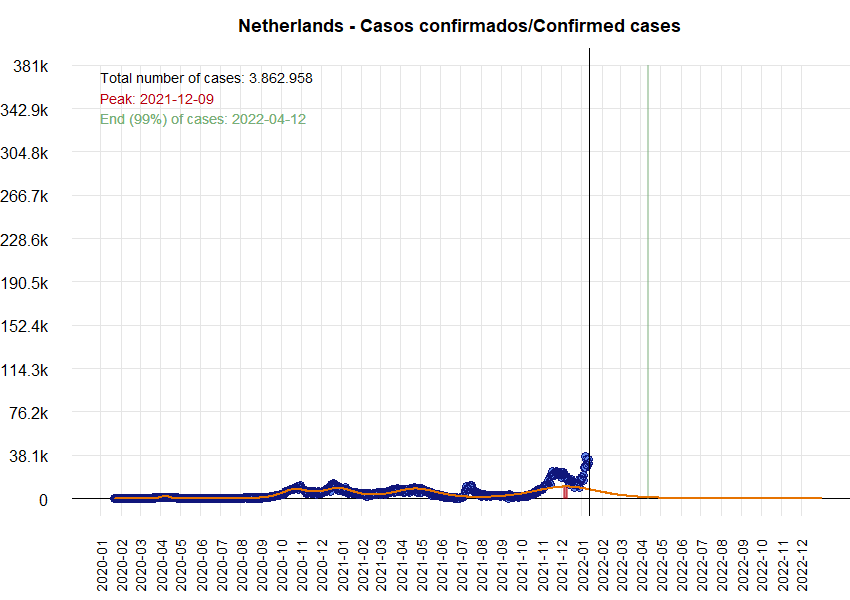 Netherlands - Casos confirmados/Confirmed cases
381k
Total number of cases: 3.862.958
Peak: 2021-12-09
342.9k
End (99%) of cases: 2022-04-12
304.8k
266.7k
228.6k
190.5k
152.4k
114.3k
76.2k
38.1k
0
2020-01
2020-02
2020-03
2020-04
2020-05
2020-06
2020-07
2020-08
2020-09
2020-10
2020-11
2020-12
2021-01
2021-02
2021-03
2021-04
2021-05
2021-06
2021-07
2021-08
2021-09
2021-10
2021-11
2021-12
2022-01
2022-02
2022-03
2022-04
2022-05
2022-06
2022-07
2022-08
2022-09
2022-10
2022-11
2022-12